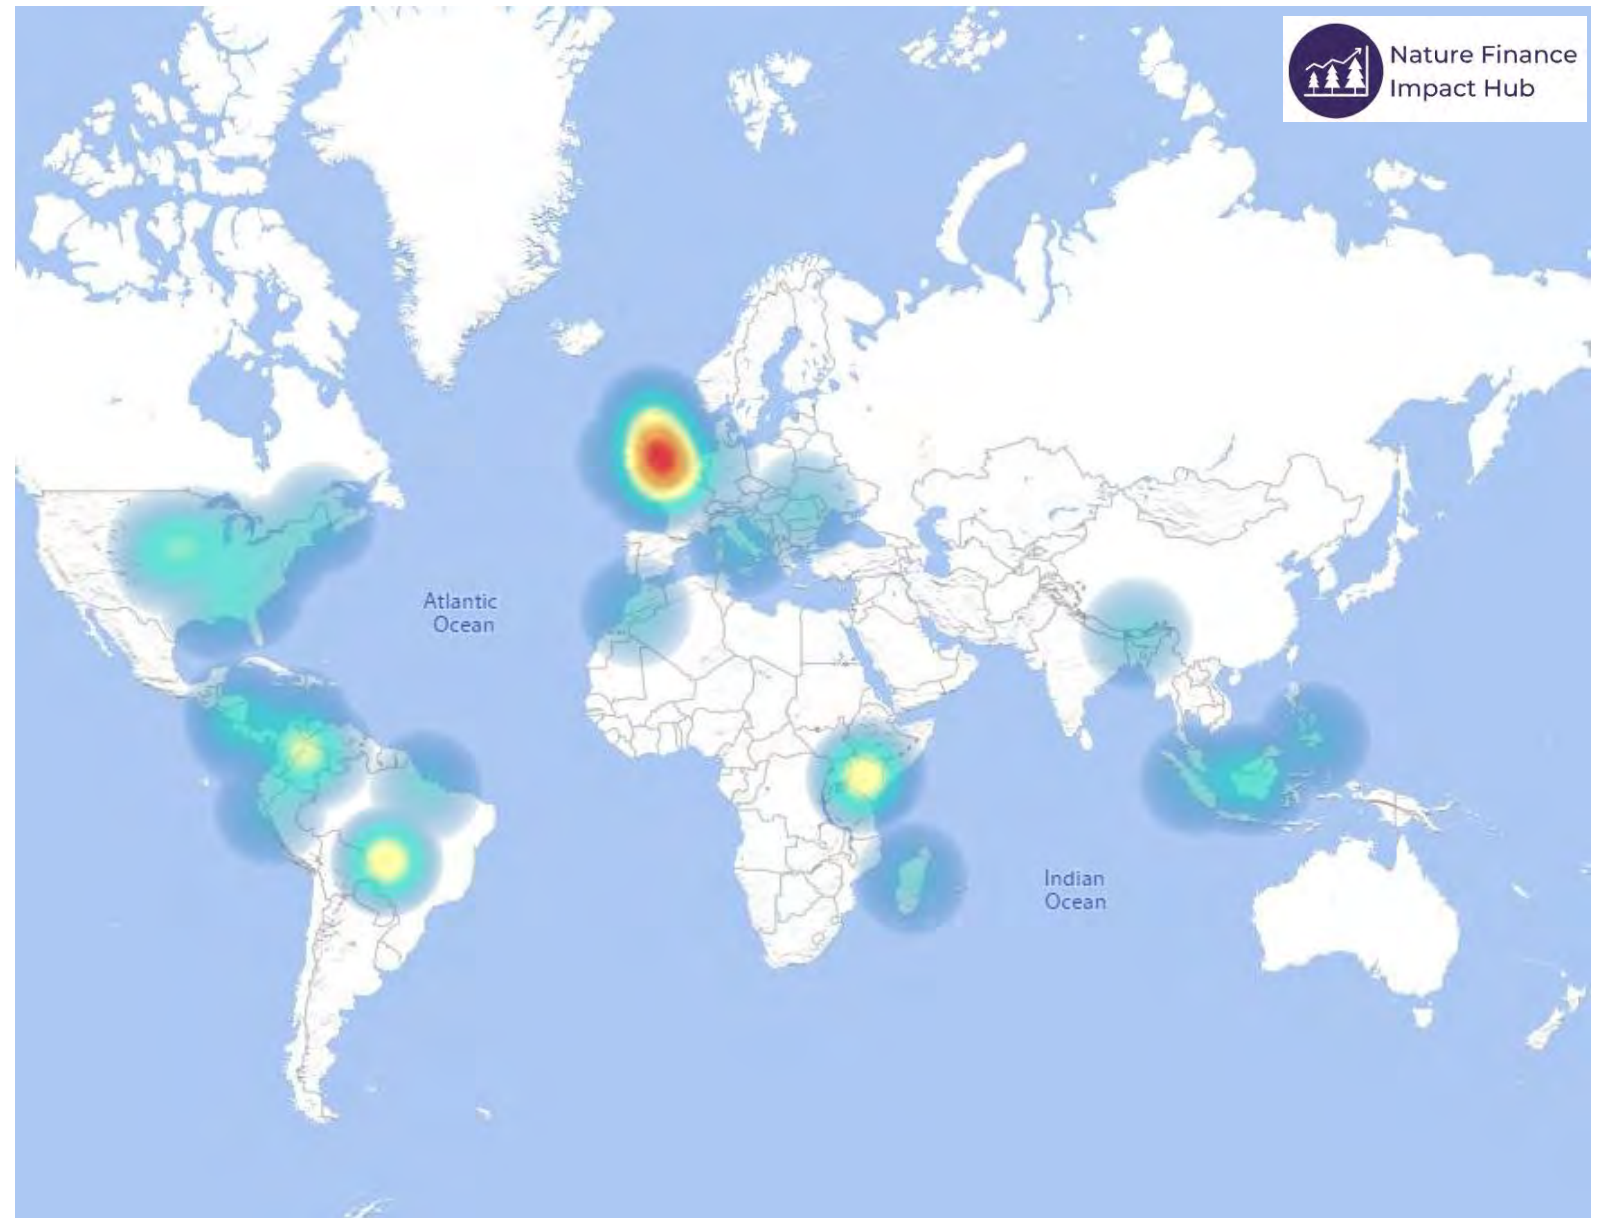 Nature Finance
Impact Hub
Atlantic
Ocean
Indian
Ocean